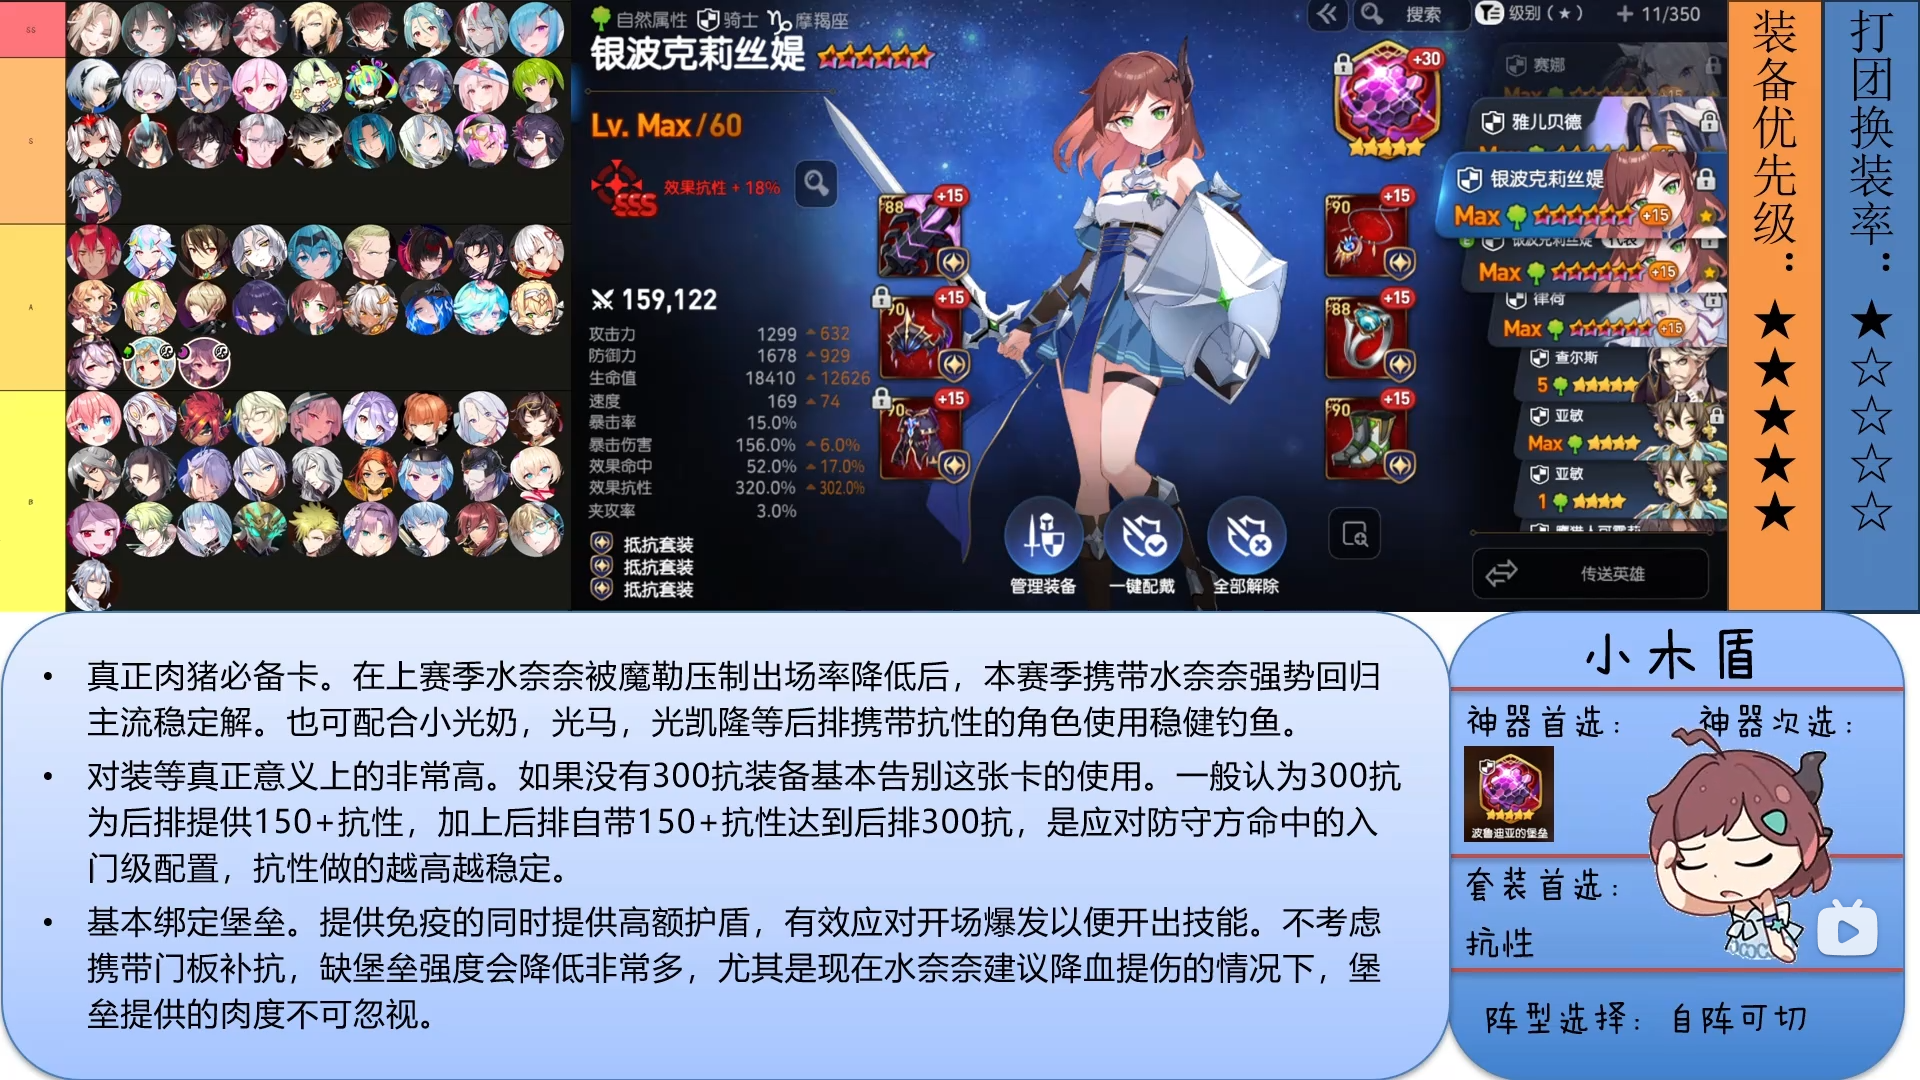 SS
S
A
B
自然属性 骑士 摩羯座
银波克莉丝媞
Lv. Max/60
SSS 效果抗性 + 18%
159,122
攻击力 1299 632
防御力 1678 929
生命值 18410 12626
速度 169 74
暴击率 15.0%
暴击伤害 156.0% 6.0%
效果命中 52.0% 17.0%
效果抗性 320.0% 302.0%
夹攻率 3.0%
抵抗套装
抵抗套装
抵抗套装
88 +15
90 +15
90 +15
管理装备
一键配戴
全部解除
+30
90 +15
88 +15
90 +15
搜索
级别(★)
11/350
赛娜
雅儿贝德
银波克莉丝媞
Max +15
Max +15
律荷
Max +15
查尔斯
5
亚敏
Max
亚敏
1
传送英雄
装备优先级：★★★★★
打团换装率：★☆☆☆☆
• 真正肉猪必备卡。在上赛季水奈奈被魔勒压制出场率降低后，本赛季携带水奈奈强势回归
主流稳定解。也可配合小光奶，光马，光凯隆等后排携带抗性的角色使用稳健钓鱼。
• 对装等真正意义上的非常高。如果没有300抗装备基本告别这张卡的使用。一般认为300抗
为后排提供150+抗性，加上后排自带150+抗性达到后排300抗，是应对防守方命中的入
门级配置，抗性做的越高越稳定。
• 基本绑定堡垒。提供免疫的同时提供高额护盾，有效应对开场爆发以便开出技能。不考虑
携带门板补抗，缺堡垒强度会降低非常多，尤其是现在水奈奈建议降血提伤的情况下，堡
垒提供的肉度不可忽视。
小木盾
神器首选：
神器次选：
波鲁迪亚的堡垒
套装首选：
抗性
阵型选择：自阵可切